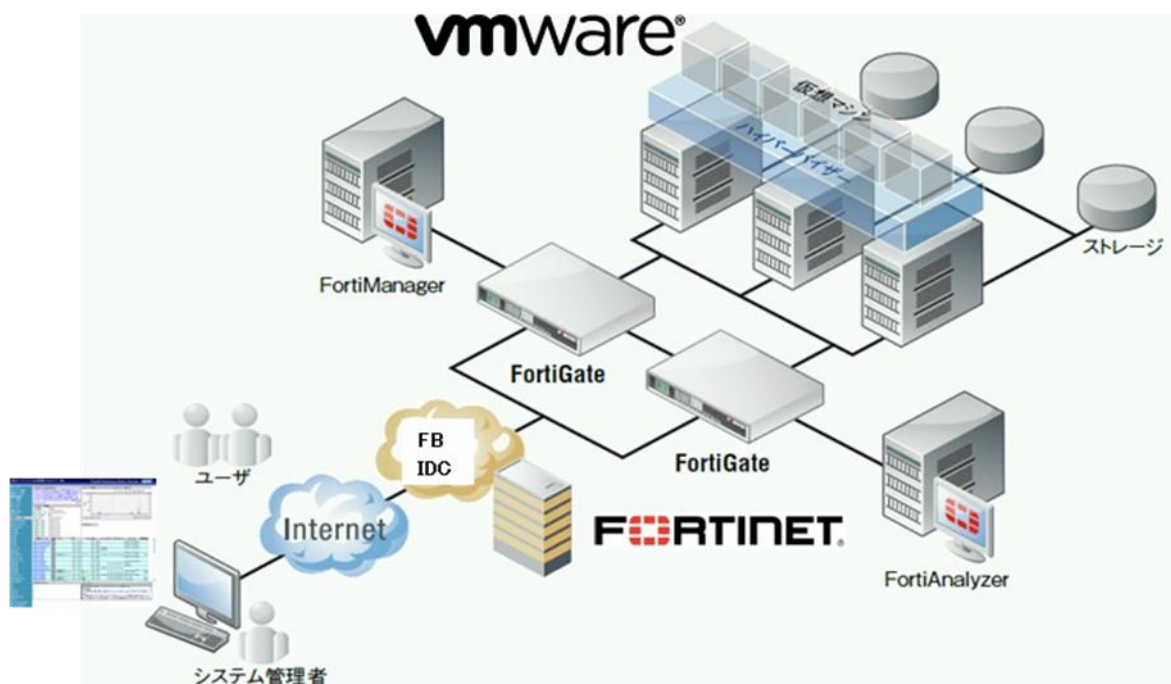 vmware®
仮想マシン
ハイパーバイザー
ストレージ
FortiManager
FortiGate
FortiGate
ユーザ
FB
IDC
Internet
FORTINET®
FortiAnalyzer
システム管理者